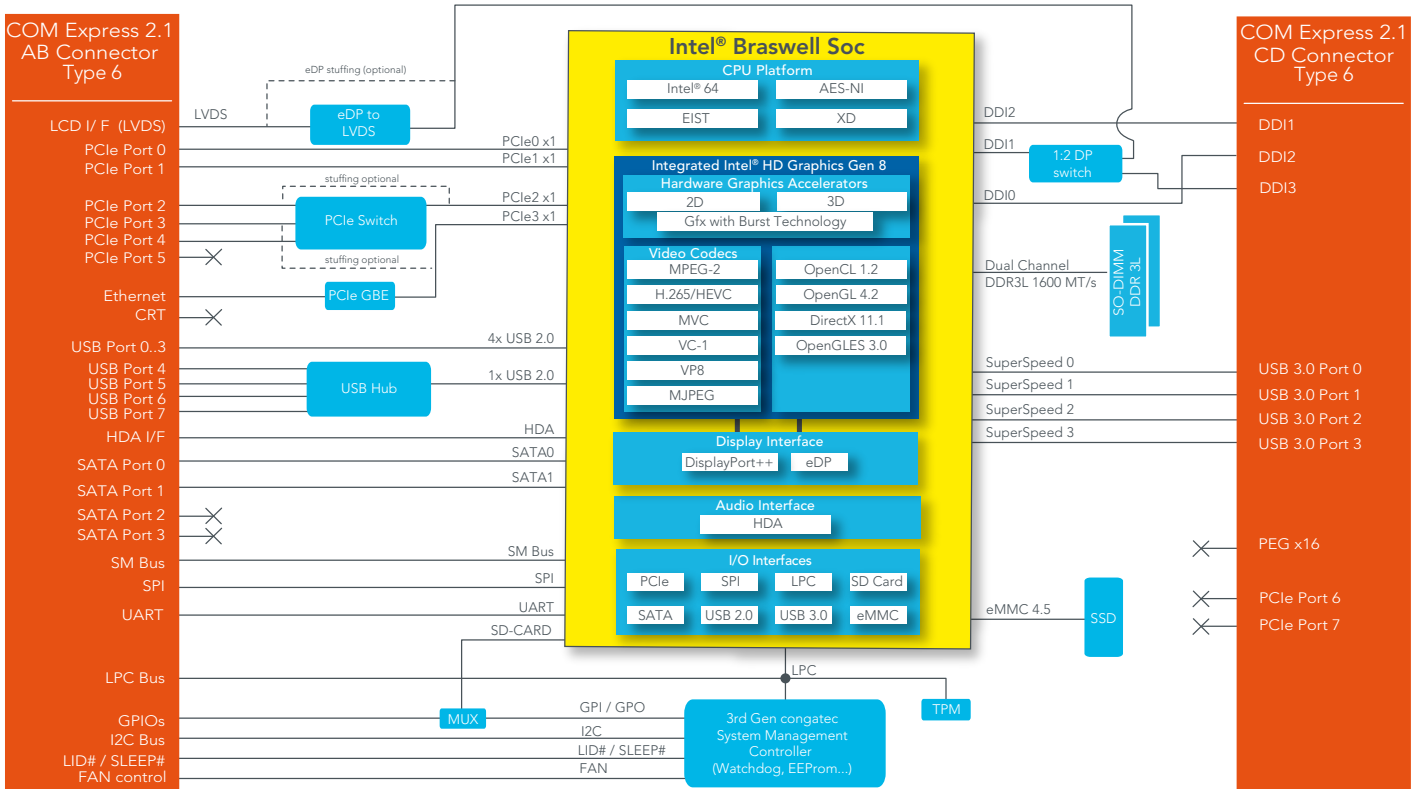 COM Express 2.1
AB Connector
Type 6
LCD I/ F (LVDS)
PCIe Port 0
PCIe Port 1
PCIe Port 2
PCIe Port 3
PCIe Port 4
PCIe Port 5
Ethernet
CRT
USB Port 0..3
USB Port 4
USB Port 5
USB Port 6
USB Port 7
HDA I/F
SATA Port 0
SATA Port 1
SATA Port 2
SATA Port 3
SM Bus
SPI
UART
LPC Bus
GPIOs
I2C Bus
LID# / SLEEP#
FAN control
eDP stuffing (optional)
LVDS
eDP to
LVDS
PCIe0 x1
PCIe1 x1
stuffing optional
PCIe2 x1
PCIe Switch
PCIe3 x1
stuffing optional
PCIe GBE
4x USB 2.0
1x USB 2.0
USB Hub
HDA
SATA0
SATA1
SM Bus
SPI
UART
SD-CARD
MUX
GPI / GPO
I2C
LID# / SLEEP#
FAN
Intel® Braswell Soc
CPU Platform
Intel® 64
AES-NI
EIST
XD
Integrated Intel® HD Graphics Gen 8
Hardware Graphics Accelerators
2D
3D
Gfx with Burst Technology
Video Codecs
MPEG-2
H.265/HEVC
MVC
VC-1
VP8
MJPEG
OpenCL 1.2
OpenGL 4.2
DirectX 11.1
OpenGLES 3.0
Display Interface
DisplayPort++
eDP
Audio Interface
HDA
I/O Interfaces
PCIe
SPI
LPC
SD Card
SATA
USB 2.0
USB 3.0
eMMC
LPC
3rd Gen congatec
System Management
Controller
(Watchdog, EEProm...)
TPM
DDI2
DDI1
1:2 DP
switch
DDI0
Dual Channel
DDR3L 1600 MT/s
SO-DIMM
DDR 3L
SuperSpeed 0
SuperSpeed 1
SuperSpeed 2
SuperSpeed 3
eMMC 4.5
SSD
COM Express 2.1
CD Connector
Type 6
DDI1
DDI2
DDI3
USB 3.0 Port 0
USB 3.0 Port 1
USB 3.0 Port 2
USB 3.0 Port 3
PEG x16
PCIe Port 6
PCIe Port 7